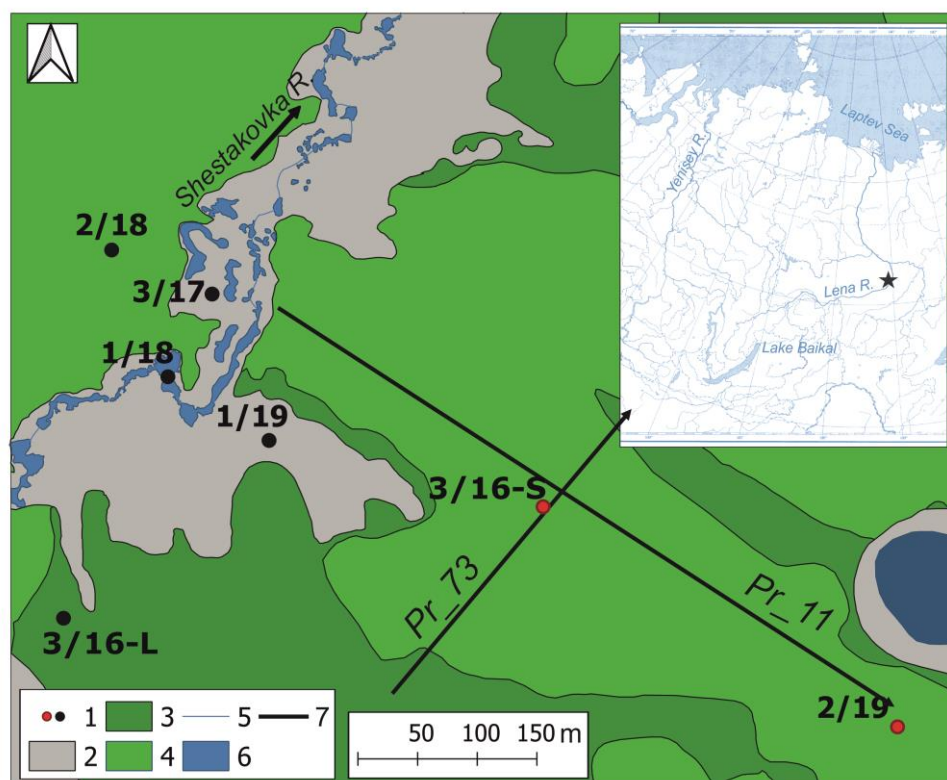 Shestakovka R.
2/18
3/17
1/18
1/19
3/16-S
Pr_73
Pr_11
3/16-L
2/19
Laptev Sea
Yenisey R.
Lena R.
Lake Baikal
1 3 5 7
2 4 6
50 100 150 m